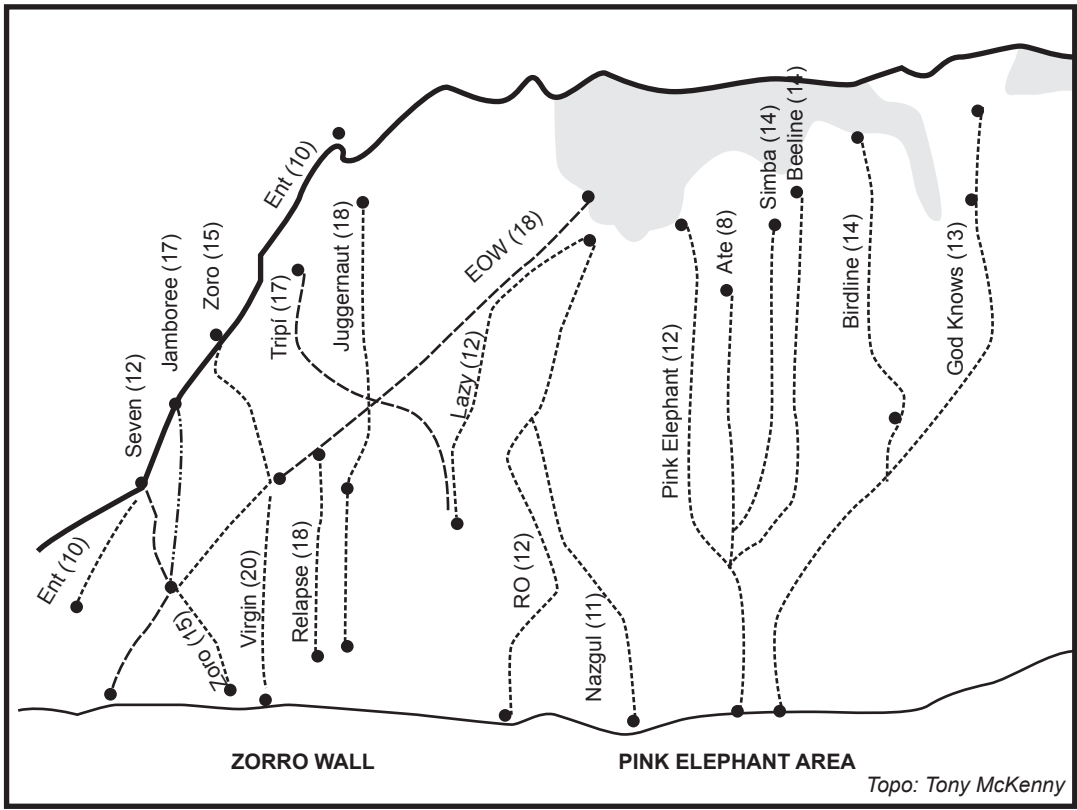 Ent (10)
Seven (12)
Jamboree (17)
Zoro (15)
Ent (10)
Tripí (17)
Juggernaut (18)
EOW (18)
Lazy (12)
Zoro (15)
Virgin (20)
Relapse (18)
RO (12)
Nazgul (11)
Pink Elephant (12)
Ate (8)
Simba (14)
Beeline (14)
Birdline (14)
God Knows (13)
ZORRO WALL
PINK ELEPHANT AREA
Topo: Tony McKenny